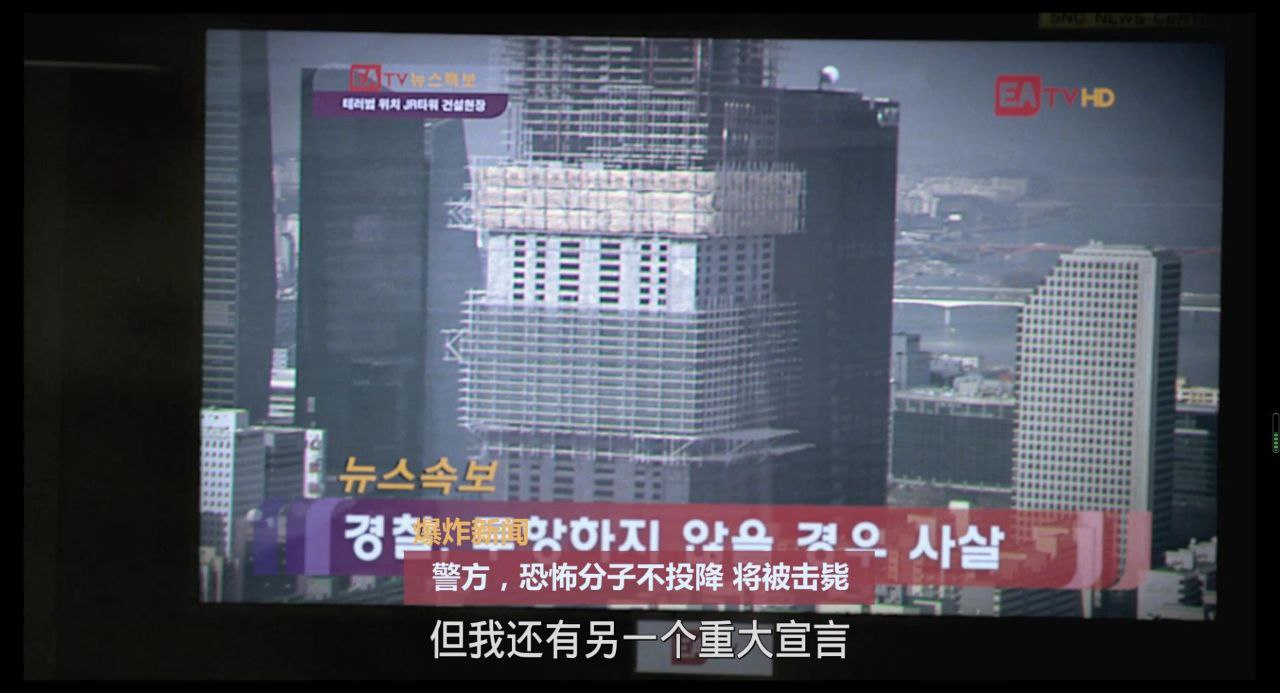 SNC NEWS CENT
EATV뉴스특보
테러범 위치 JR타워 건설현장
EATVHD
뉴스속보
경찰, 투항하지 않을 경우 사살
爆炸新闻
警方，恐怖分子不投降 将被击毙
但我还有另一个重大宣言